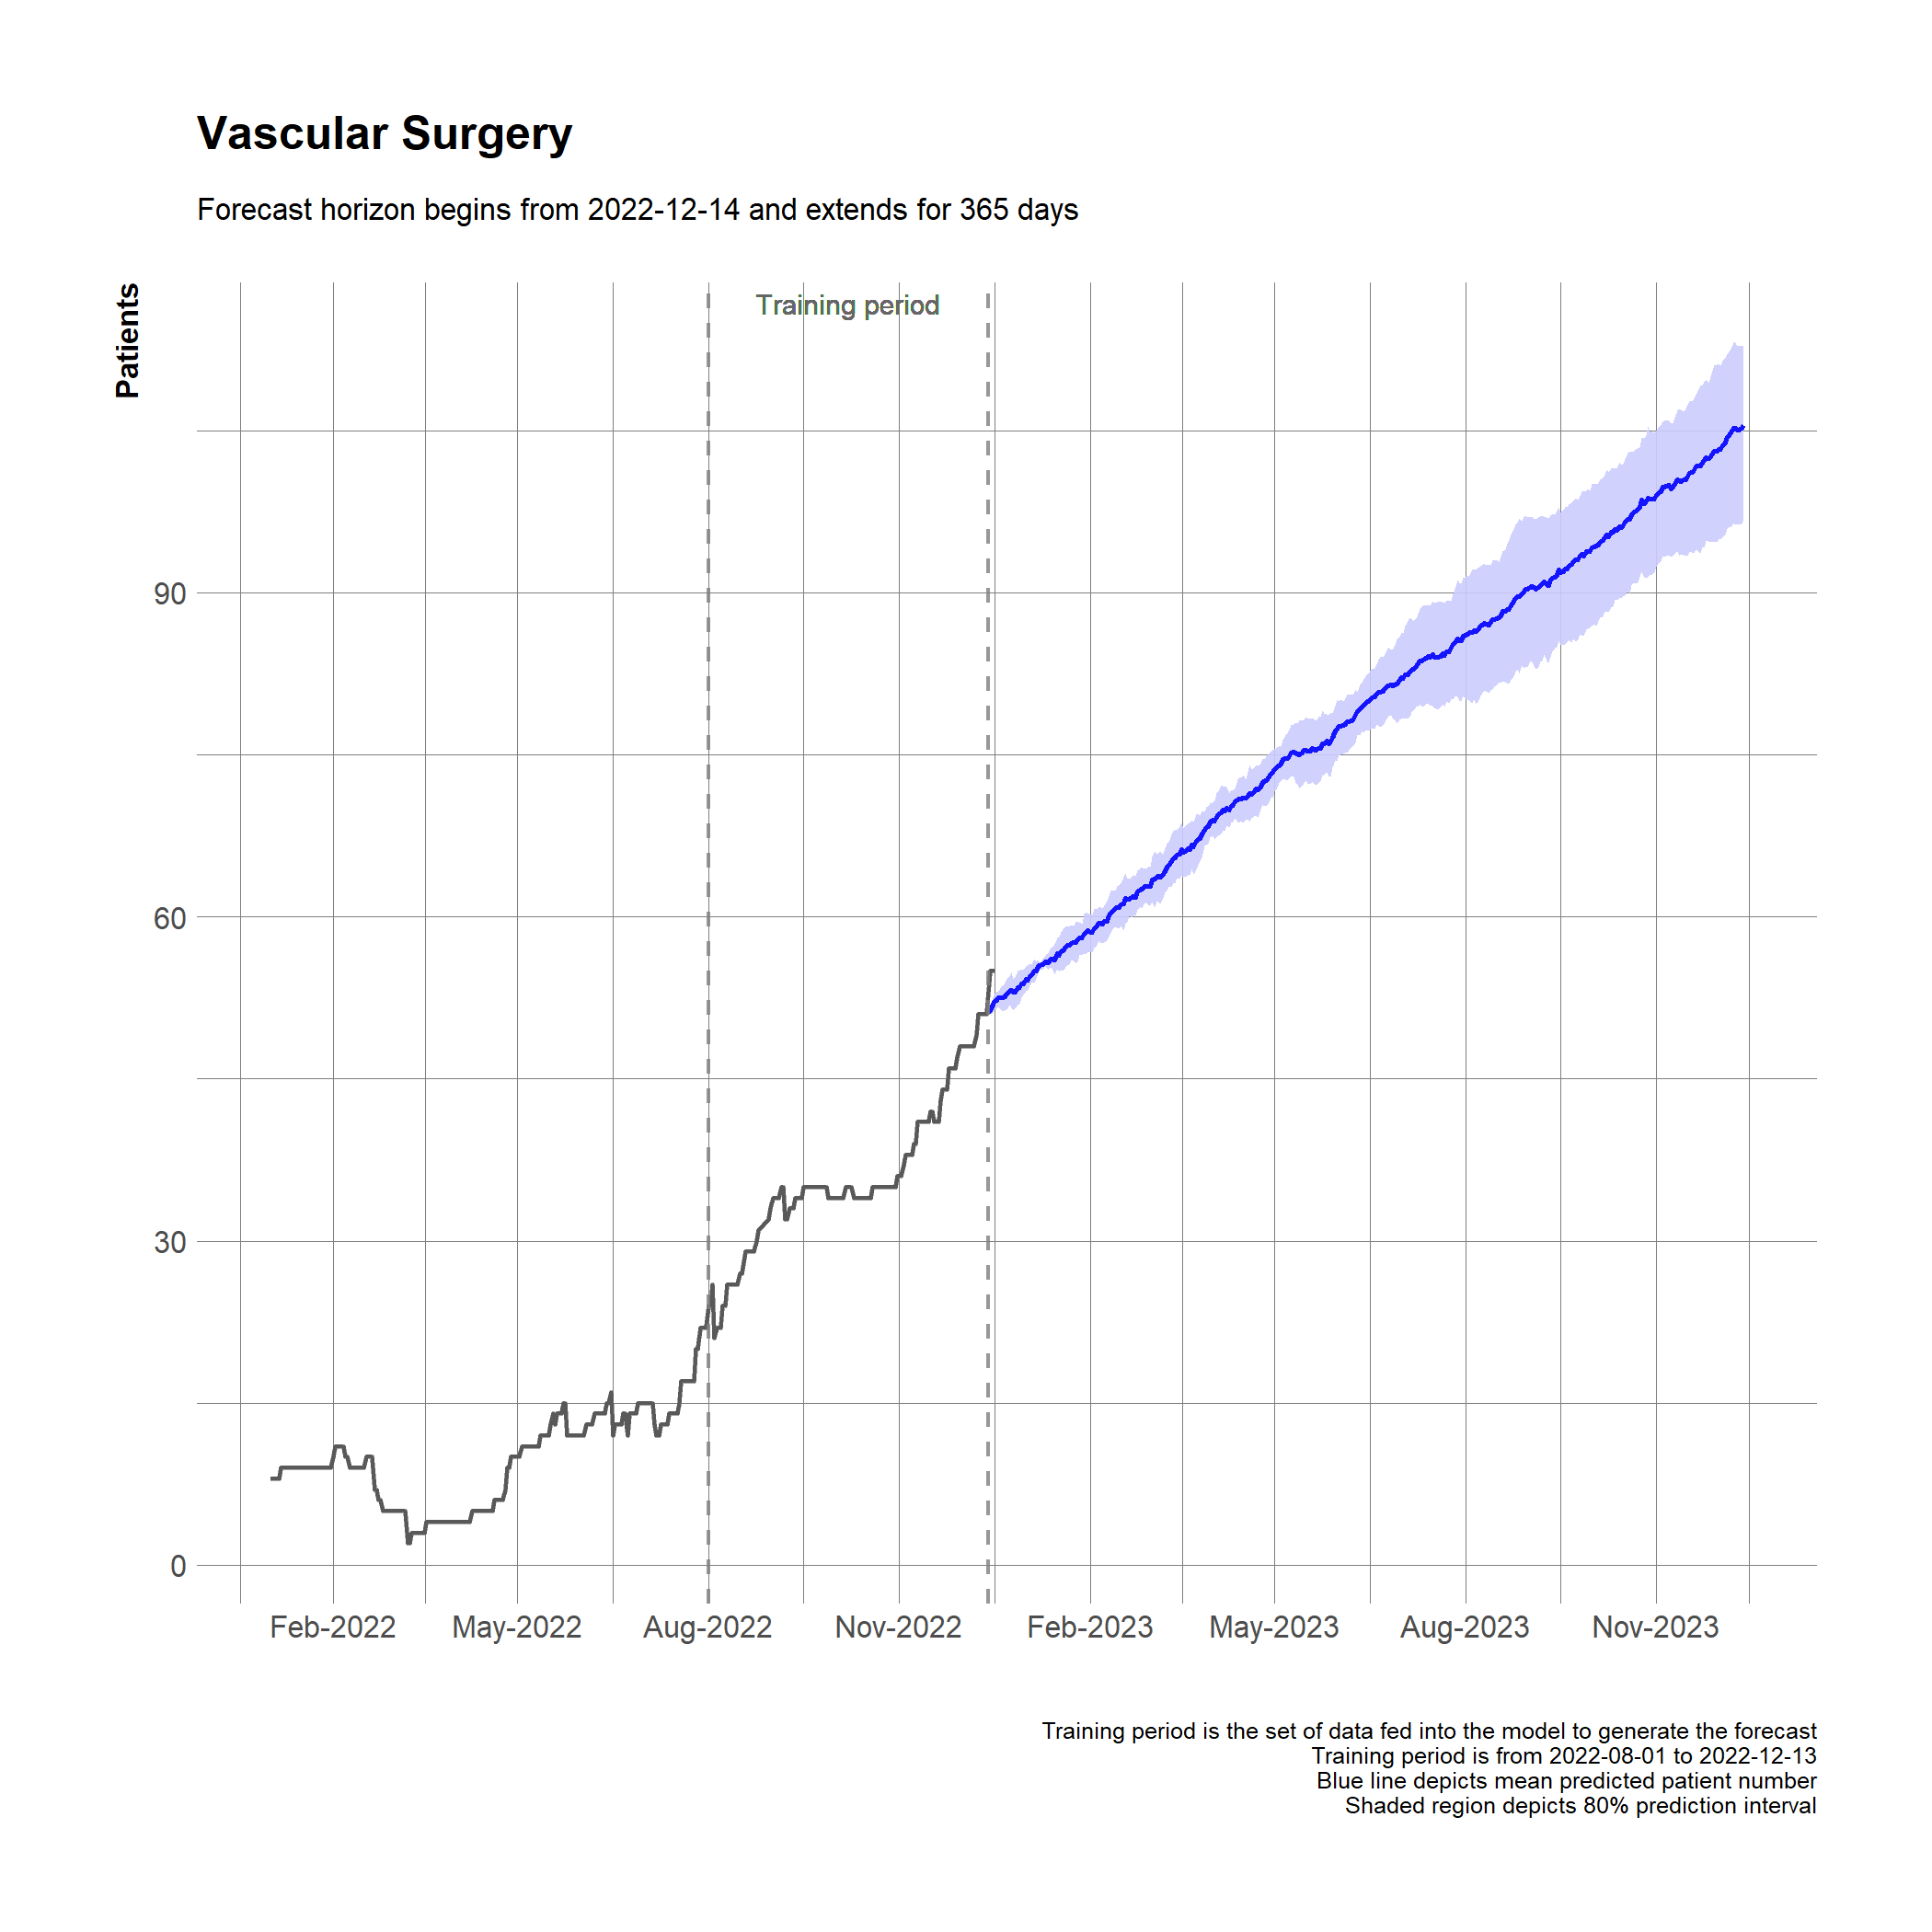 Vascular Surgery
Forecast horizon begins from 2022-12-14 and extends for 365 days
Patients
Training period
90
60
30
0
Feb-2022
May-2022
Aug-2022
Nov-2022
Feb-2023
May-2023
Aug-2023
Nov-2023
Training period is the set of data fed into the model to generate the forecast
Training period is from 2022-08-01 to 2022-12-13
Blue line depicts mean predicted patient number
Shaded region depicts 80% prediction interval